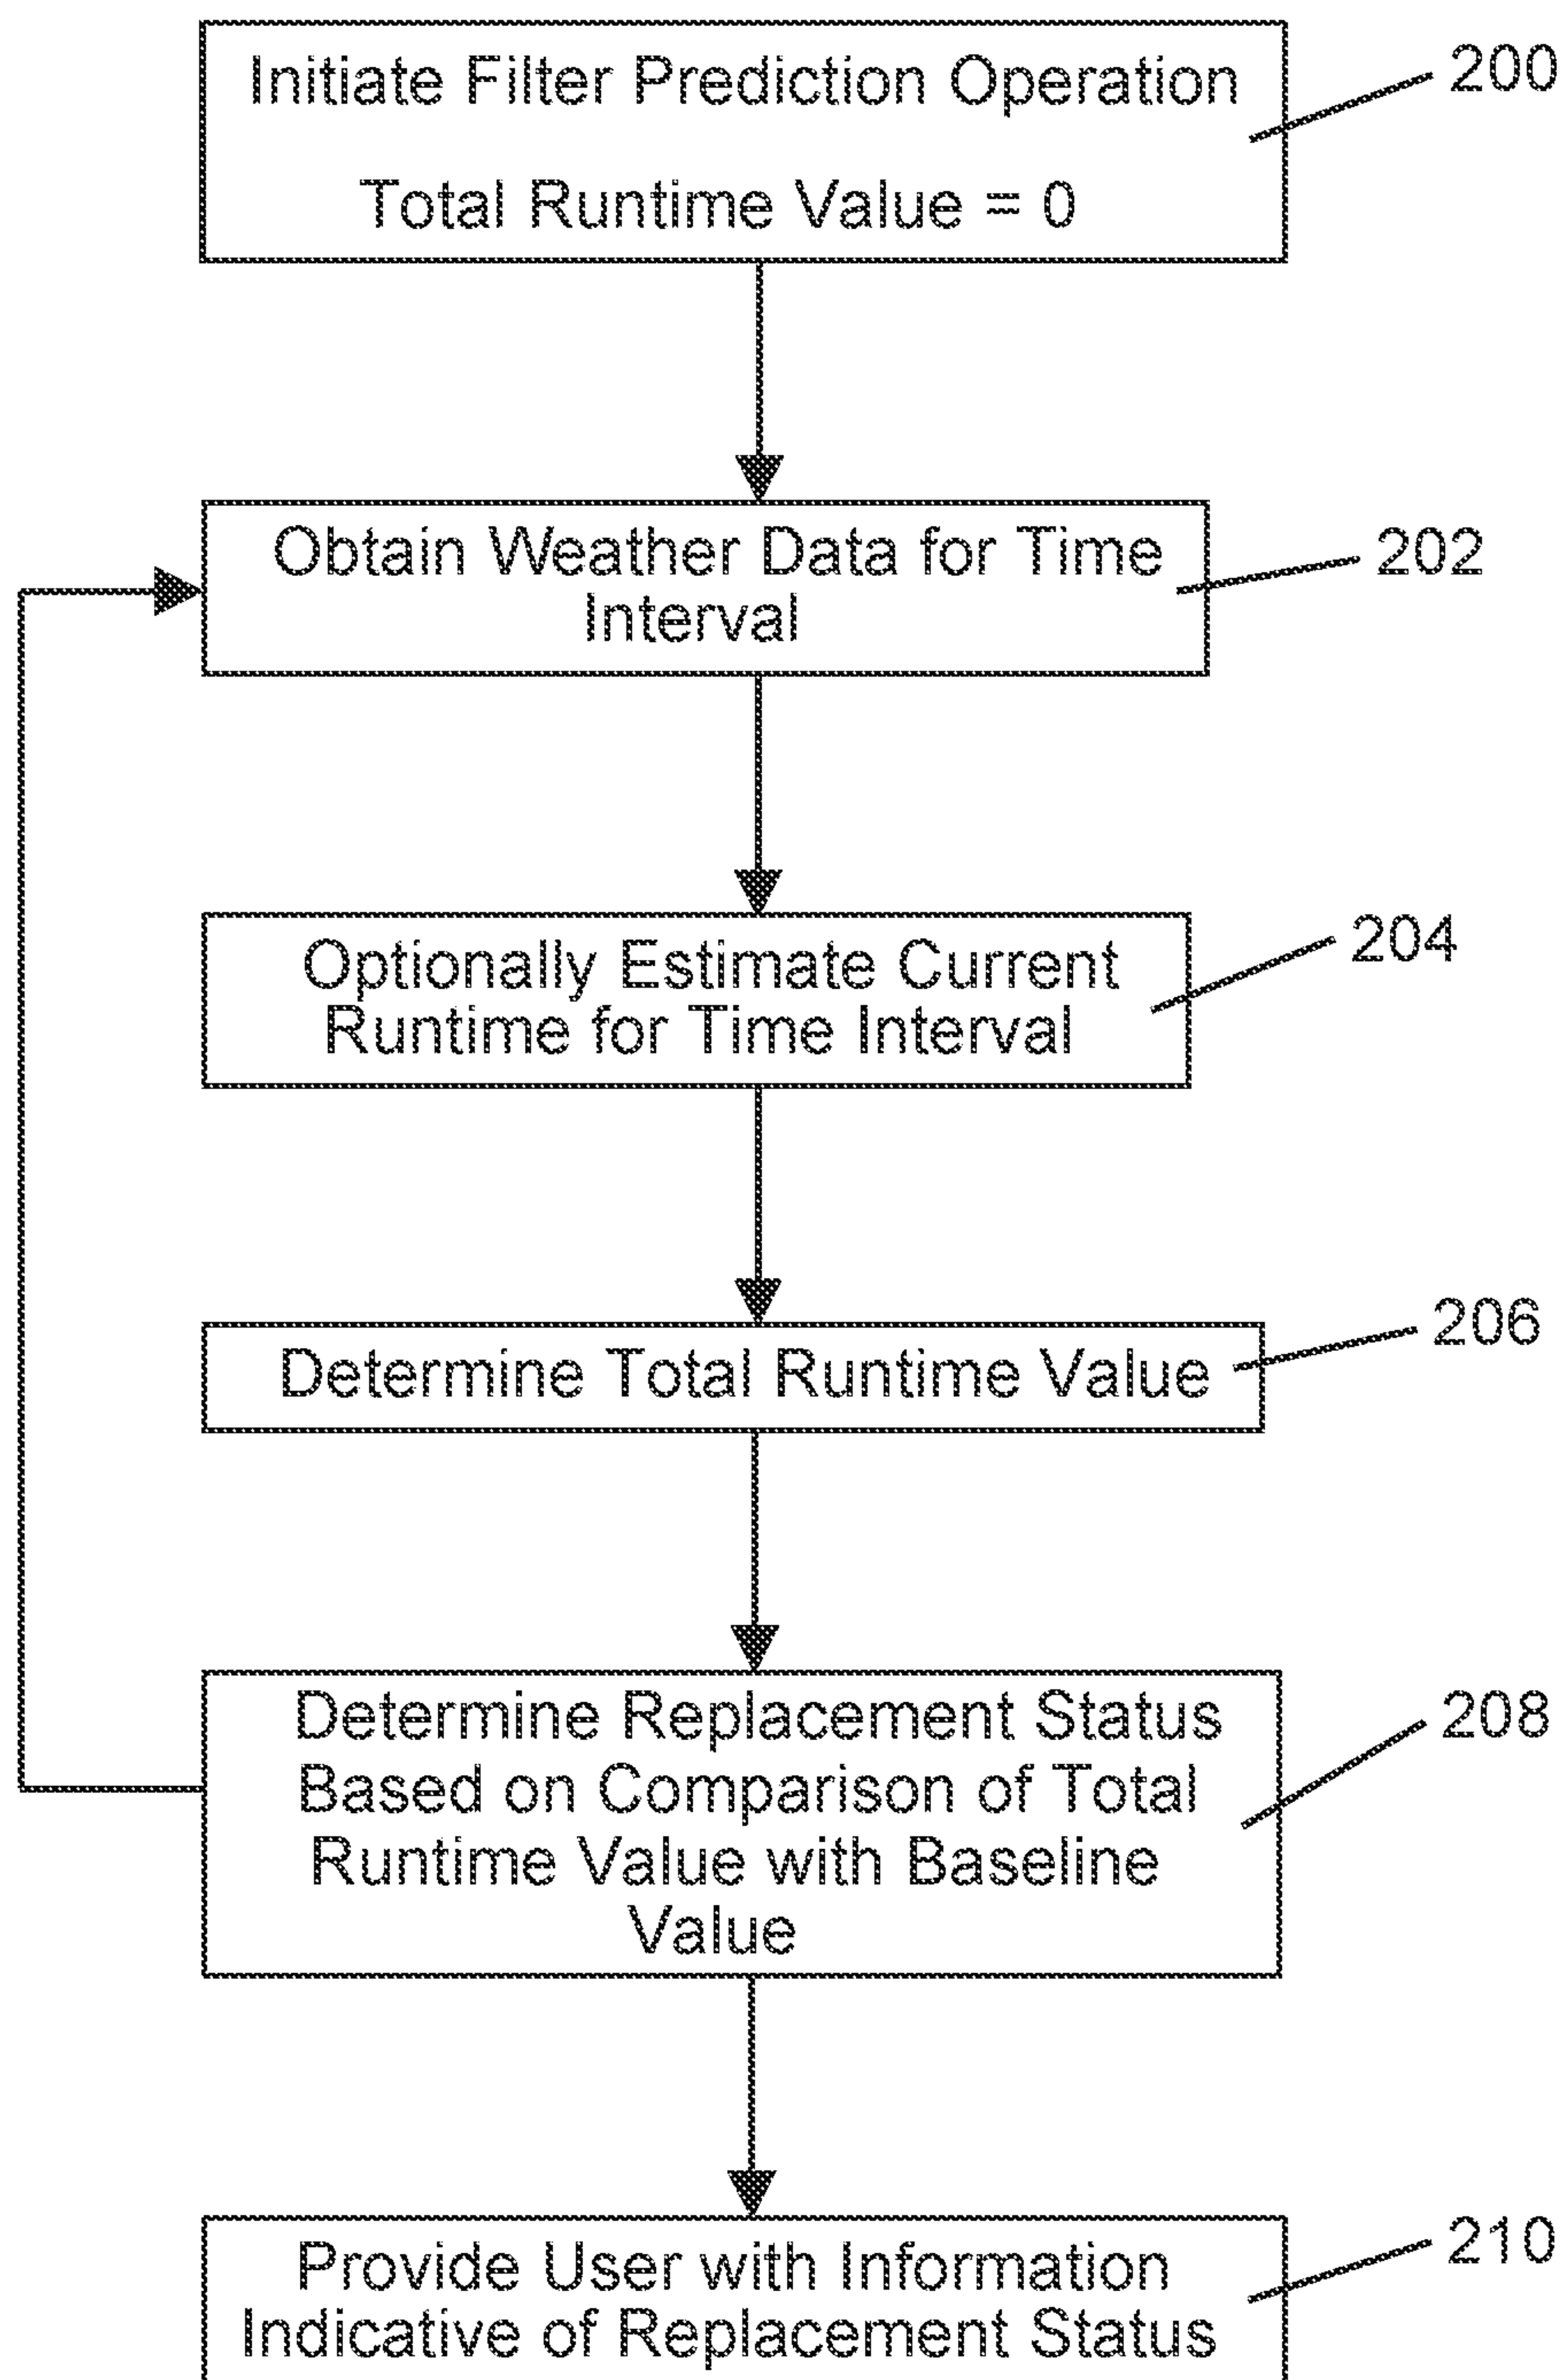 Initiate Filter Prediction Operation
200
Total Runtime Value = 0
Obtain Weather Data for Time
Interval
202
Optionally Estimate Current
Runtime for Time Interval
204
Determine Total Runtime Value
206
Determine Replacement Status
Based on Comparison of Total
Runtime Value with Baseline
Value
208
Provide User with Information
Indicative of Replacement Status
210